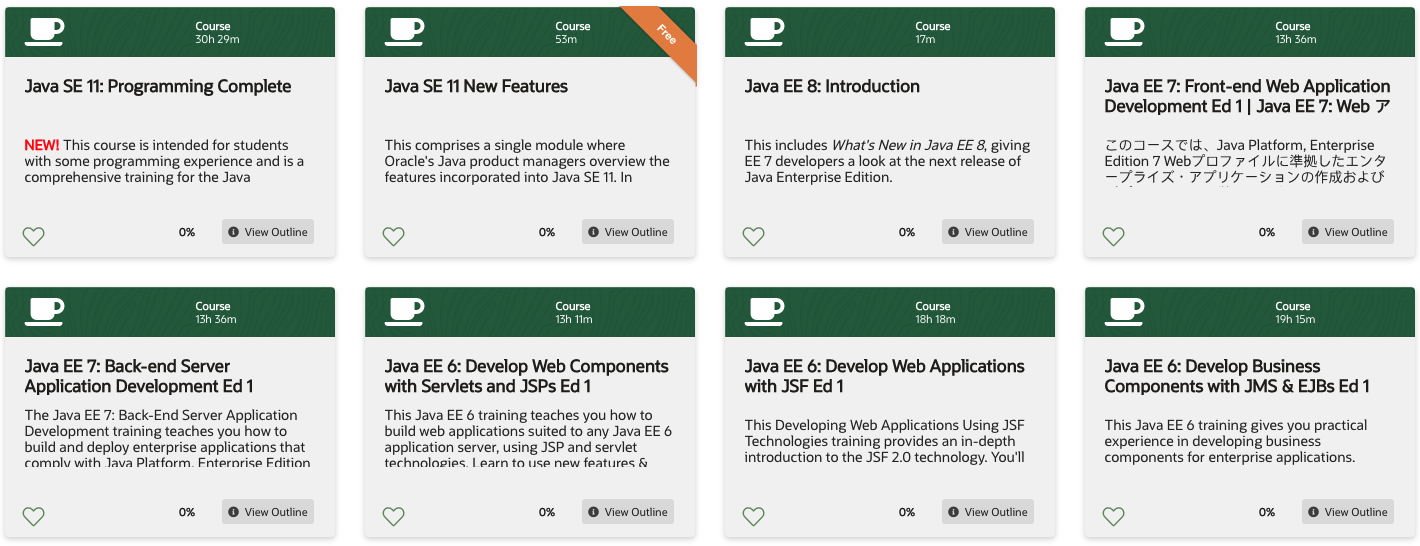 Course
30h 29m
Java SE 11: Programming Complete
NEW! This course is intended for students
with some programming experience and is a
comprehensive training for the Java
0%
View Outline
Course
53m
Free
Java SE 11 New Features
This comprises a single module where
Oracle's Java product managers overview the
features incorporated into Java SE 11. In
0%
View Outline
Course
17m
Java EE 8: Introduction
This includes What's New in Java EE 8, giving
EE 7 developers a look at the next release of
Java Enterprise Edition.
0%
View Outline
Course
13h 36m
Java EE 7: Front-end Web Application
Development Ed 1 | Java EE 7: Web ア
このコースでは、Java Platform, Enterprise
Edition 7 Webプロファイルに準拠したエンタ
ープライズ・アプリケーションの作成および
0%
View Outline
Course
13h 36m
Java EE 7: Back-end Server
Application Development Ed 1
The Java EE 7: Back-End Server Application
Development training teaches you how to
build and deploy enterprise applications that
comply with Java Platform, Enterprise Edition
0%
View Outline
Course
13h 11m
Java EE 6: Develop Web Components
with Servlets and JSPs Ed 1
This Java EE 6 training teaches you how to
build web applications suited to any Java EE 6
application server, using JSP and servlet
technologies. Learn to use new features &
0%
View Outline
Course
18h 18m
Java EE 6: Develop Web Applications
with JSF Ed 1
This Developing Web Applications Using JSF
Technologies training provides an in-depth
introduction to the JSF 2.0 technology. You'll
0%
View Outline
Course
19h 15m
Java EE 6: Develop Business
Components with JMS & EJBs Ed 1
This Java EE 6 training gives you practical
experience in developing business
components for enterprise applications.
0%
View Outline